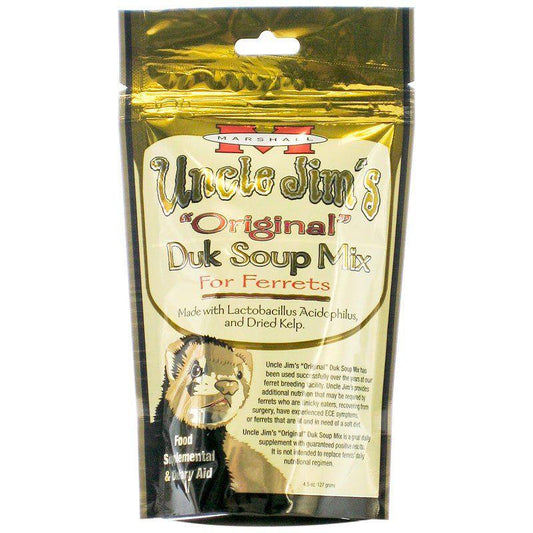 MARSHALL
Uncle Jim's
"Original"
Duk Soup Mix
For Ferrets
Made with Lactobacillus Acidophilus,
and Dried Kelp.
Uncle Jim's "Original" Duk Soup Mix has
been used successfully over the years at our
ferret breeding facility. Uncle Jim's provides
additional nutrition that may be required by
ferrets who are finicky eaters, recovering from
surgery, have experienced ECE symptoms,
or ferrets that are ill and in need of a soft diet.
Uncle Jim's "Original" Duk Soup Mix is a great daily
supplement with guaranteed positive results.
It is not intended to replace ferrets' daily
nutritional regimen.
Food
Supplemental
& Dietary Aid
4.5 oz. 127 grams